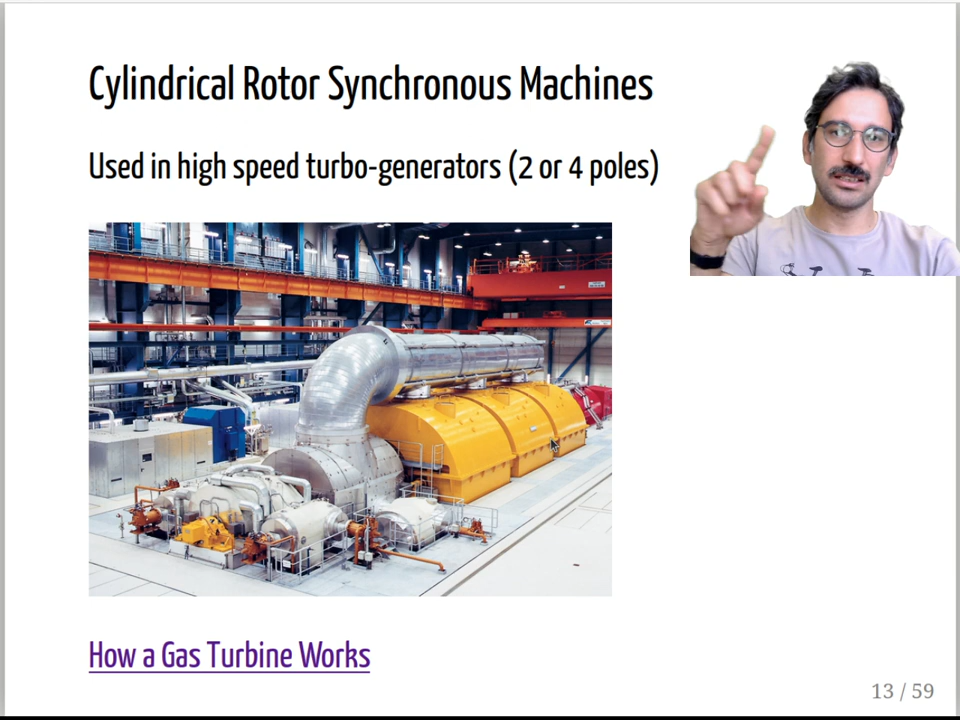 Cylindrical Rotor Synchronous Machines
Used in high speed turbo-generators (2 or 4 poles)
How a Gas Turbine Works
13 / 59